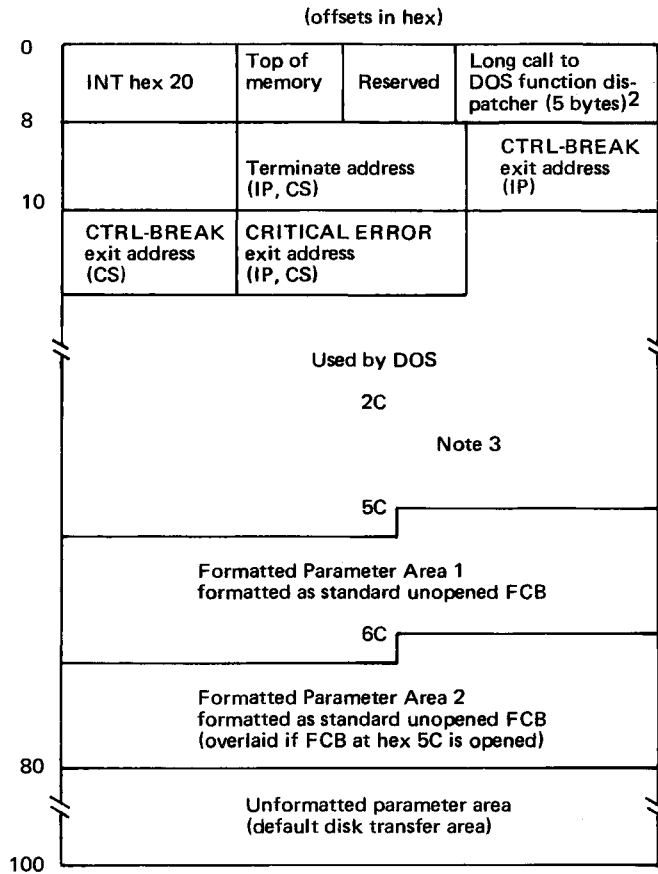 (offsets in hex)
0
INT hex 20
Top of
memory
Reserved
Long call to
DOS function dis-
patcher (5 bytes)2
8
Terminate address
(IP, CS)
CTRL-BREAK
exit address
(IP)
10
CTRL-BREAK
exit address
(CS)
CRITICAL ERROR
exit address
(IP, CS)
Used by DOS
2C
Note 3
5C
Formatted Parameter Area 1
formatted as standard unopened FCB
6C
Formatted Parameter Area 2
formatted as standard unopened FCB
(overlaid if FCB at hex 5C is opened)
80
Unformatted parameter area
(default disk transfer area)
100